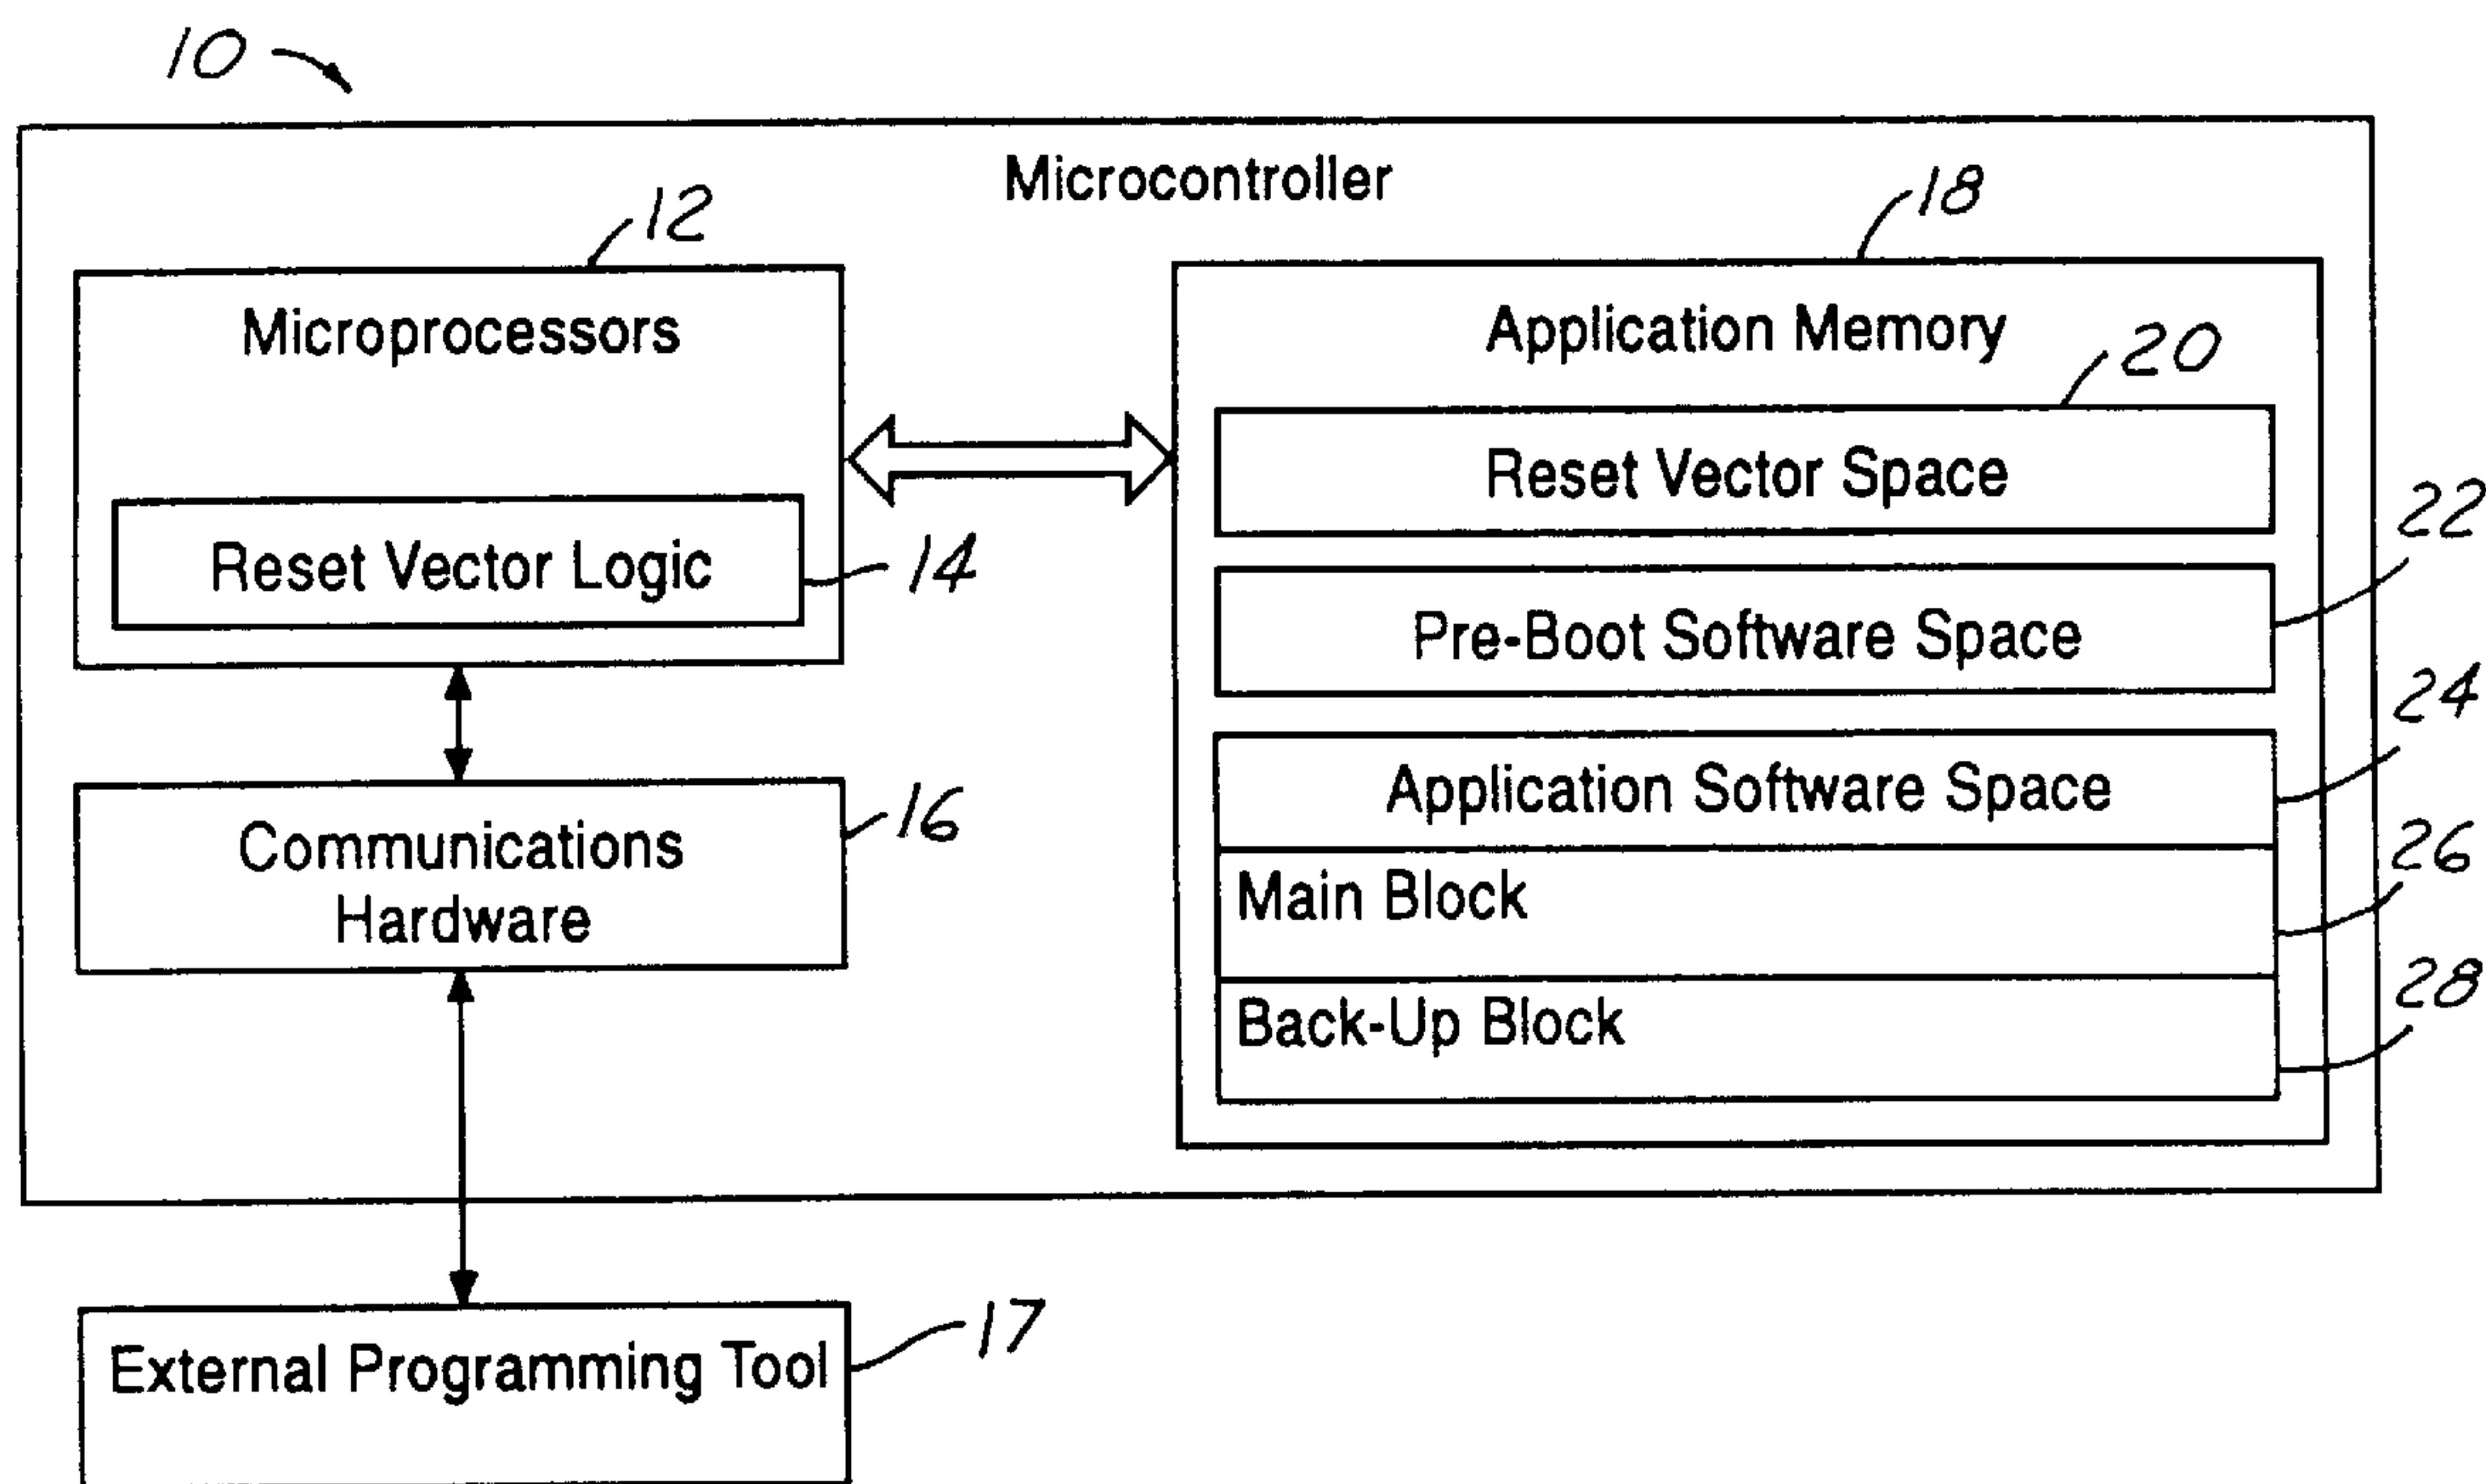 10
Microcontroller
12
18
Microprocessors
Application Memory
20
Reset Vector Space
22
Reset Vector Logic
14
Pre-Boot Software Space
24
Application Software Space
Communications
Hardware
16
26
Main Block
28
Back-Up Block
External Programming Tool
17